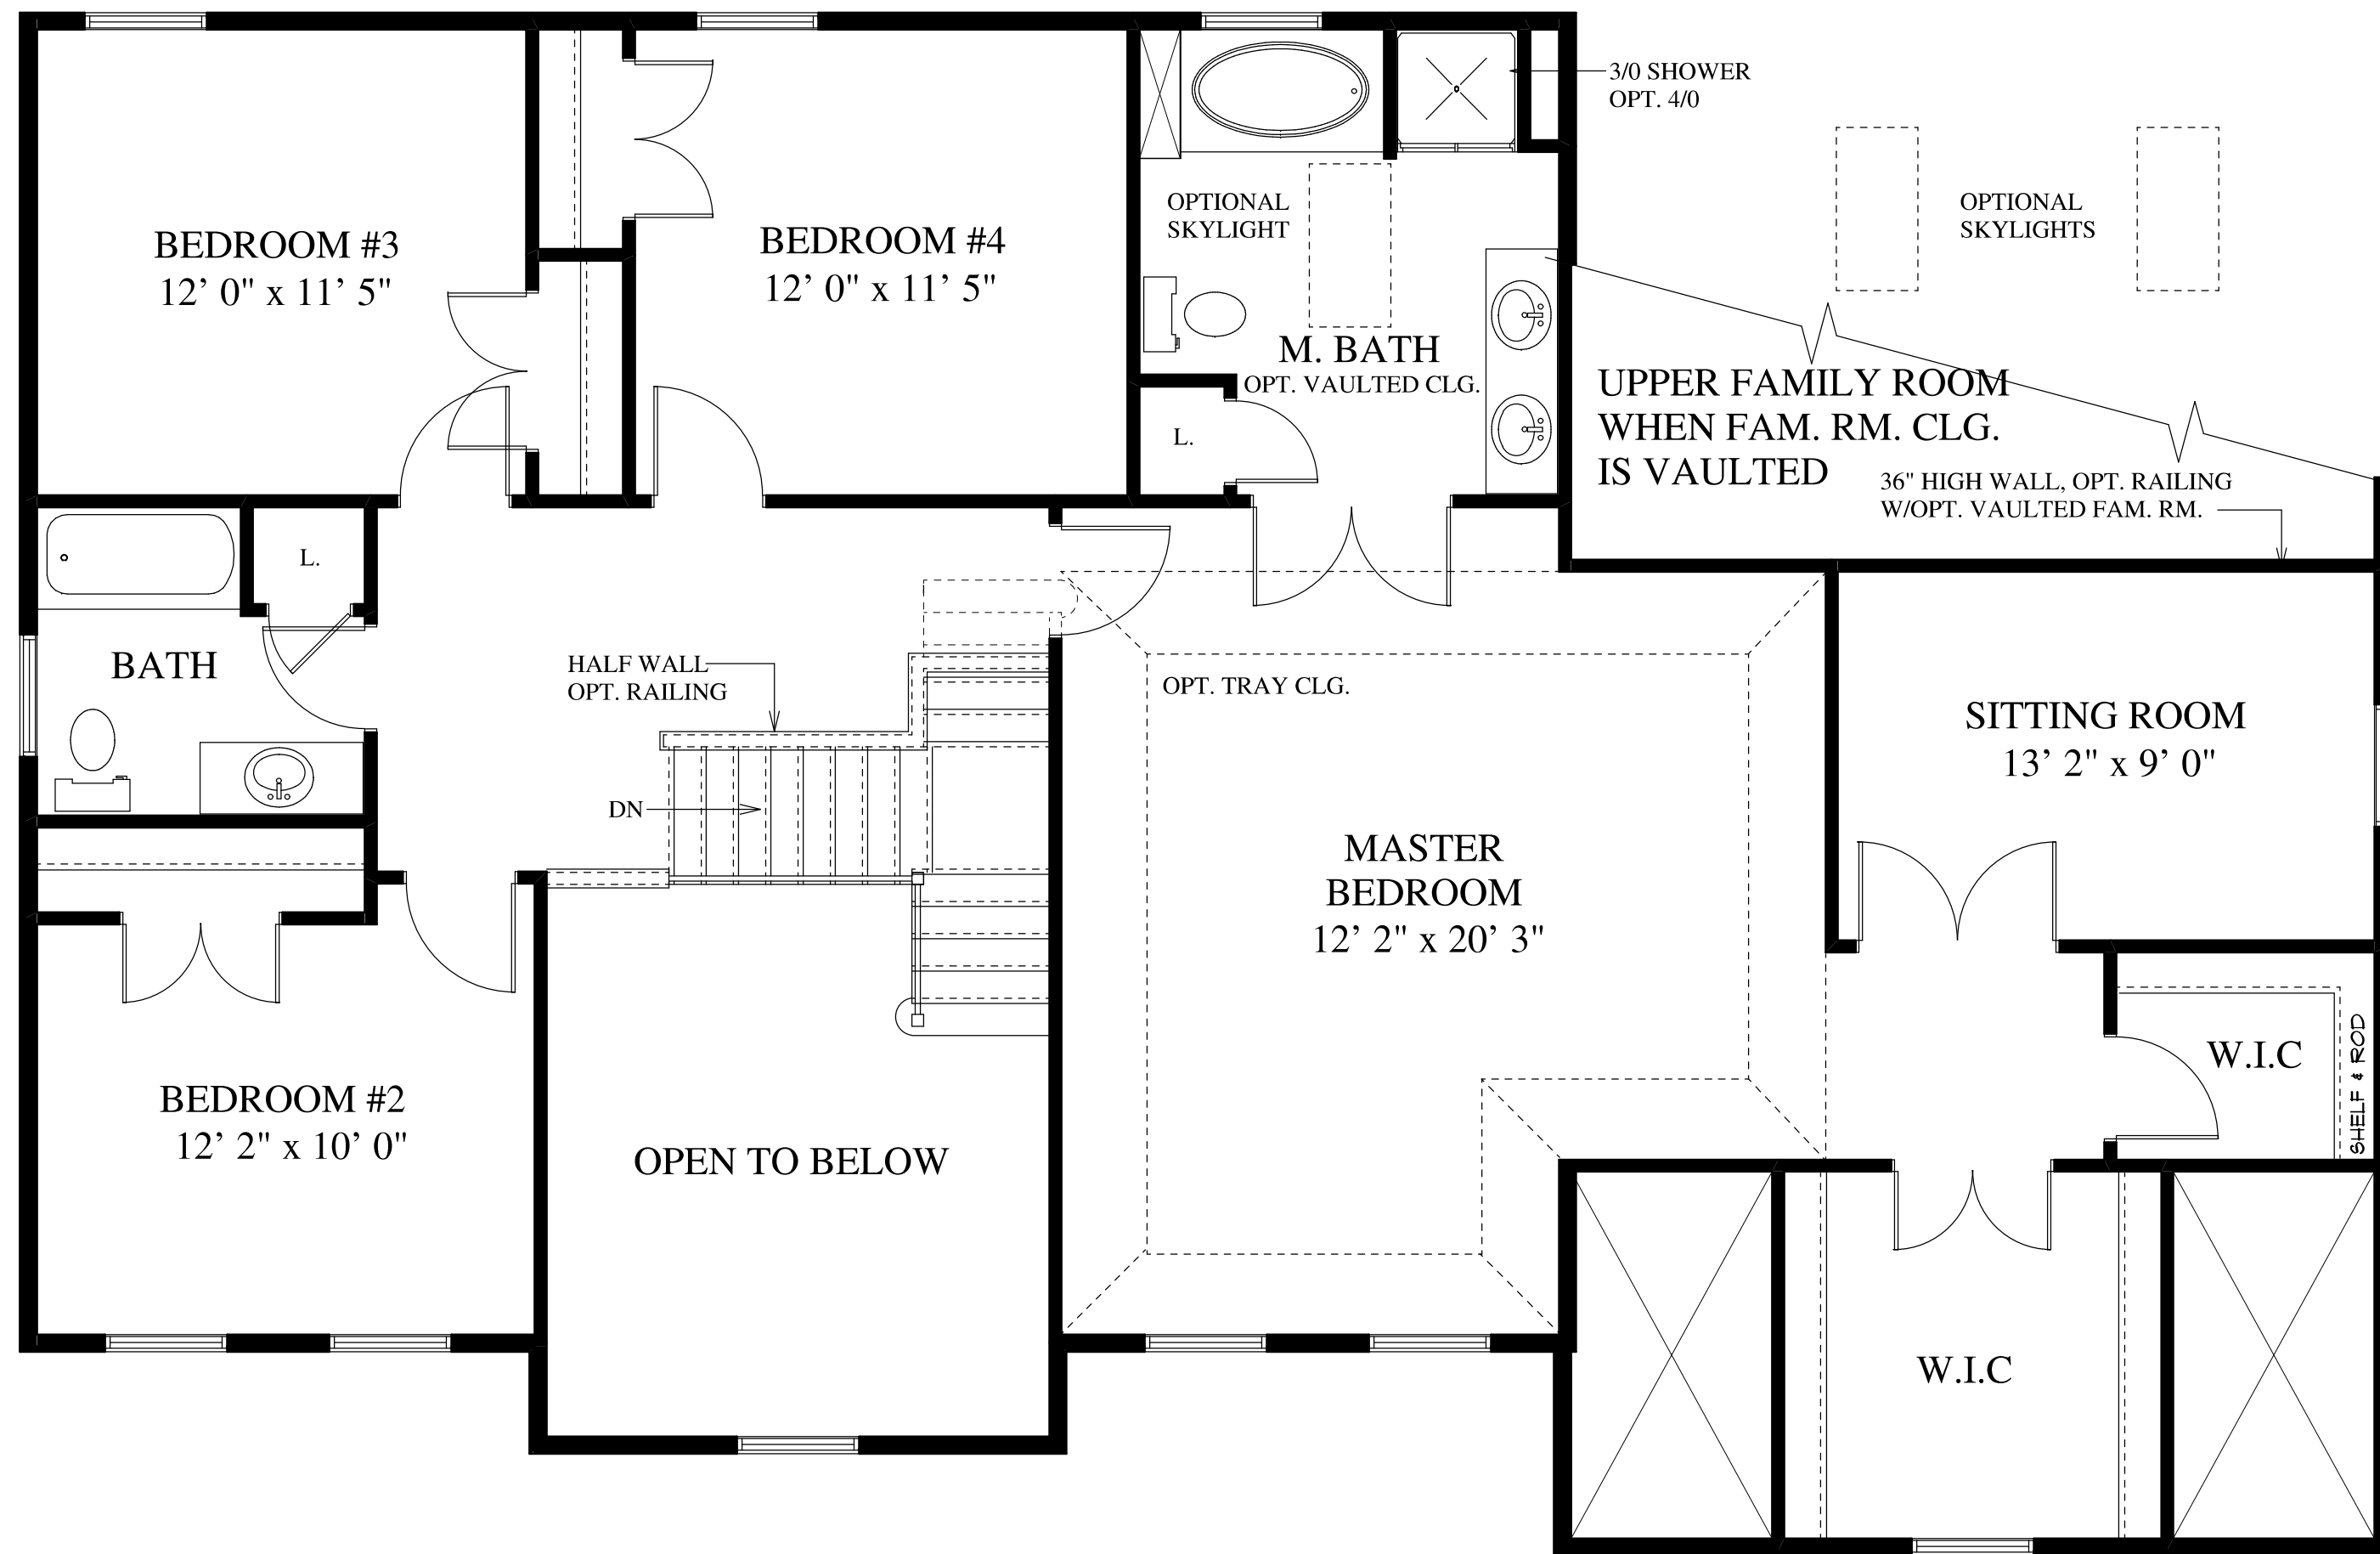 3/0 SHOWER
OPT. 4/0
OPTIONAL
SKYLIGHT
OPTIONAL
SKYLIGHTS
BEDROOM #3
12' 0" x 11' 5"
BEDROOM #4
12' 0" x 11' 5"
M. BATH
OPT. VAULTED CLG.
UPPER FAMILY ROOM
WHEN FAM. RM. CLG.
IS VAULTED
L.
36" HIGH WALL, OPT. RAILING
W/OPT. VAULTED FAM. RM.
L.
BATH
HALF WALL
OPT. RAILING
OPT. TRAY CLG.
SITTING ROOM
13' 2" x 9' 0"
DN
MASTER
BEDROOM
12' 2" x 20' 3"
W.I.C
SHELF & ROD
BEDROOM #2
12' 2" x 10' 0"
OPEN TO BELOW
W.I.C